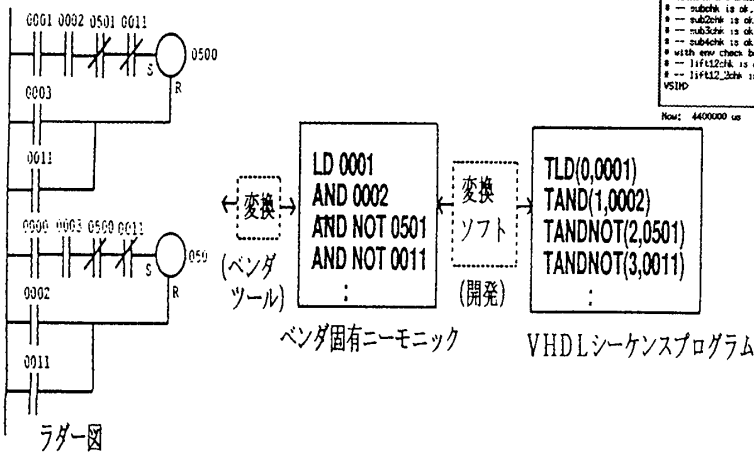 0001 0002 0501 0011
S
0500
R
0003
0011
0000 0003 0500 0011
S
050
R
0002
0011
ラダー図
変換
(ベンダ
ツール)
LD 0001
AND 0002
AND NOT 0501
AND NOT 0011
:
ベンダ固有ニーモニック
変換
ソフト
(開発)
TLD(0,0001)
TAND(1,0002)
TANDNOT(2,0501)
TANDNOT(3,0011)
:
VHDLシーケンスプログラム
# -- subchk is ok.
# -- sub2chk is ok.
# -- sub3chk is ok
# -- sub4chk is ok
# with env check
# -- lift12chk is
# -- lift12_2chk is
VSIM>
Now: 4400000 us